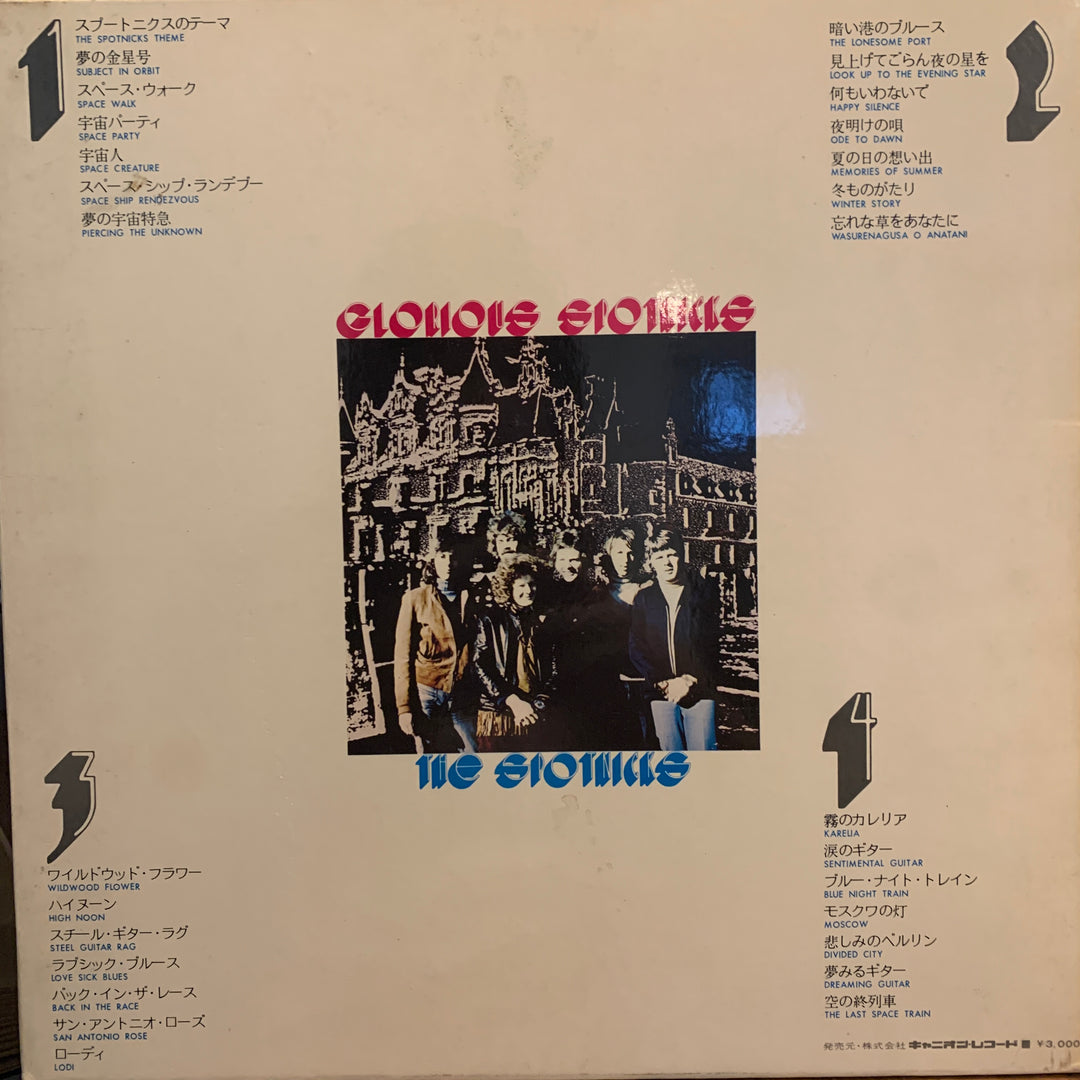 1
スプートニクスのテーマ
THE SPOTNICKS THEME
夢の金星号
SUBJECT IN ORBIT
スペース・ウォーク
SPACE WALK
宇宙パーティ
SPACE PARTY
宇宙人
SPACE CREATURE
スペース・シップ・ランデブー
SPACE SHIP RENDEZVOUS
夢の宇宙特急
PIERCING THE UNKNOWN
2
暗い港のブルース
THE LONESOME PORT
見上げてごらん夜の星を
LOOK UP TO THE EVENING STAR
何もいわないで
HAPPY SILENCE
夜明けの唄
ODE TO DAWN
夏の日の想い出
MEMORIES OF SUMMER
冬ものがたり
WINTER STORY
忘れな草をあなたに
WASURENAGUSA O ANATANI
GLORIOUS SPOTNICKS
THE SPOTNICKS
3
ワイルドウッド・フラワー
WILDWOOD FLOWER
ハイヌーン
HIGH NOON
スチール・ギター・ラグ
STEEL GUITAR RAG
ラブシック・ブルース
LOVE SICK BLUES
バック・イン・ザ・レース
BACK IN THE RACE
サン・アントニオ・ローズ
SAN ANTONIO ROSE
ローディ
LODI
4
霧のカレリア
KARELIA
涙のギター
SENTIMENTAL GUITAR
ブルー・ナイト・トレイン
BLUE NIGHT TRAIN
モスクワの灯
MOSCOW
悲しみのベルリン
DIVIDED CITY
夢みるギター
DREAMING GUITAR
空の終列車
THE LAST SPACE TRAIN
発売元・株式会社 キャニオン・レコード ¥3,000